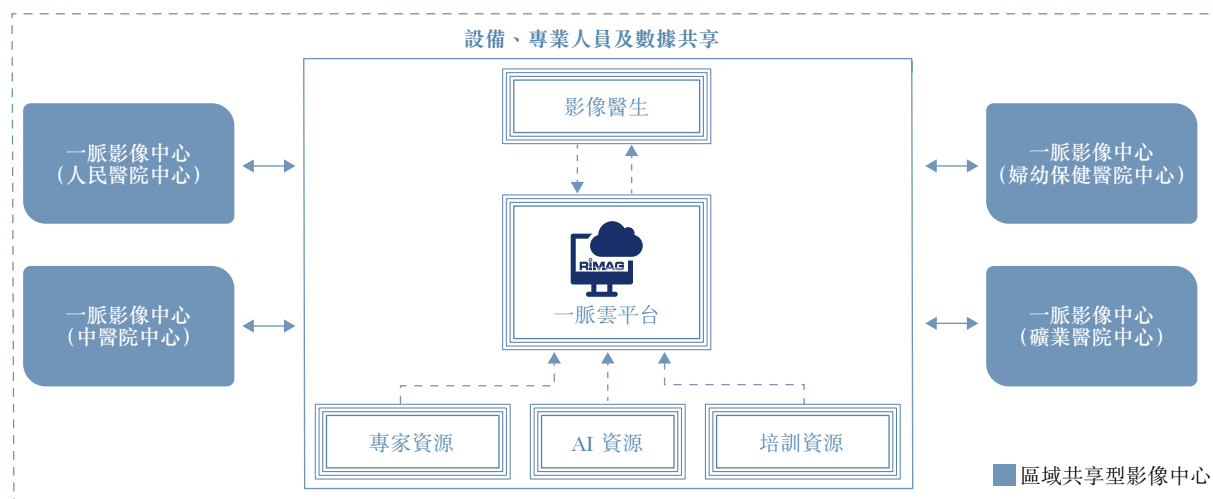 設備、專業人員及數據共享
影像醫生
一脈影像中心
（人民醫院中心）
一脈影像中心
（婦幼保健醫院中心）
RIMAG
一脈雲平台
一脈影像中心
（中醫院中心）
一脈影像中心
（礦業醫院中心）
專家資源
AI 資源
培訓資源
區域共享型影像中心